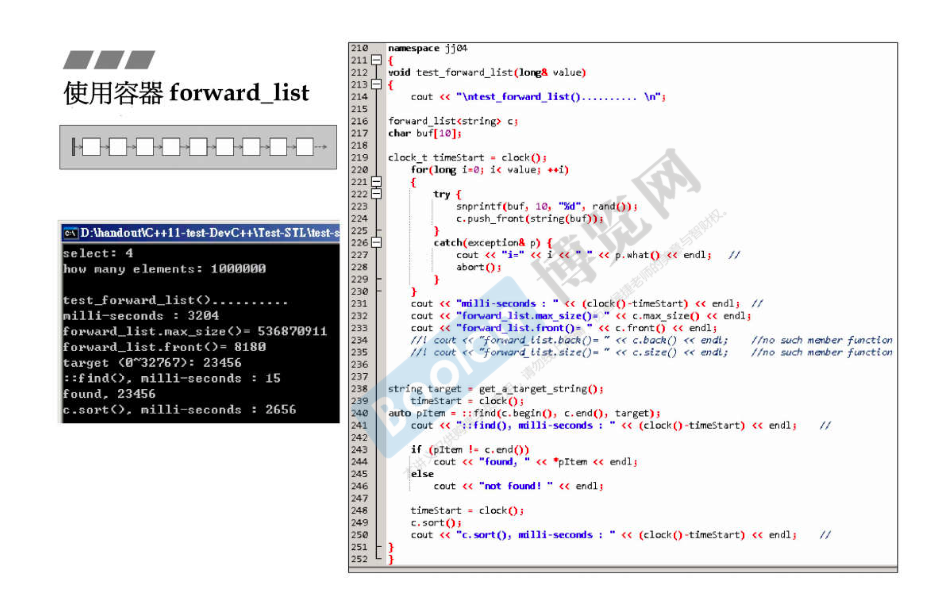 使用容器 forward_list
D:\handout\C++11-test-DevC++\Test-STL\test-s
select: 4
how many elements: 1000000
test_forward_list()..........
milli-seconds : 3204
forward_list.max_size()= 536870911
forward_list.front()= 8180
target (0~32767): 23456
::find(), milli-seconds : 15
found, 23456
c.sort(), milli-seconds : 2656
210 namespace jj04
211 {
212 void test_forward_list(long& value)
213 {
214 cout << "\ntest_forward_list().......... \n";
215
216 forward_list<string> c;
217 char buf[10];
218
219 clock_t timeStart = clock();
220 for(long i=0; i< value; ++i)
221 {
222 try {
223 snprintf(buf, 10, "%d", rand());
224 c.push_front(string(buf));
225 }
226 catch(exception& p) {
227 cout << "i=" << i << " " << p.what() << endl; //
228 abort();
229 }
230 }
231 cout << "milli-seconds : " << (clock()-timeStart) << endl; //
232 cout << "forward_list.max_size()= " << c.max_size() << endl;
233 cout << "forward_list.front()= " << c.front() << endl;
234 //! cout << "forward_list.back()= " << c.back() << endl; //no such member function
235 //! cout << "forward_list.size()= " << c.size() << endl; //no such member function
236
237
238 string target = get_a_target_string();
239 timeStart = clock();
240 auto pItem = ::find(c.begin(), c.end(), target);
241 cout << "::find(), milli-seconds : " << (clock()-timeStart) << endl; //
242
243 if (pItem != c.end())
244 cout << "found, " << *pItem << endl;
245 else
246 cout << "not found! " << endl;
247
248 timeStart = clock();
249 c.sort();
250 cout << "c.sort(), milli-seconds : " << (clock()-timeStart) << endl; //
251 }
252 }
博览网